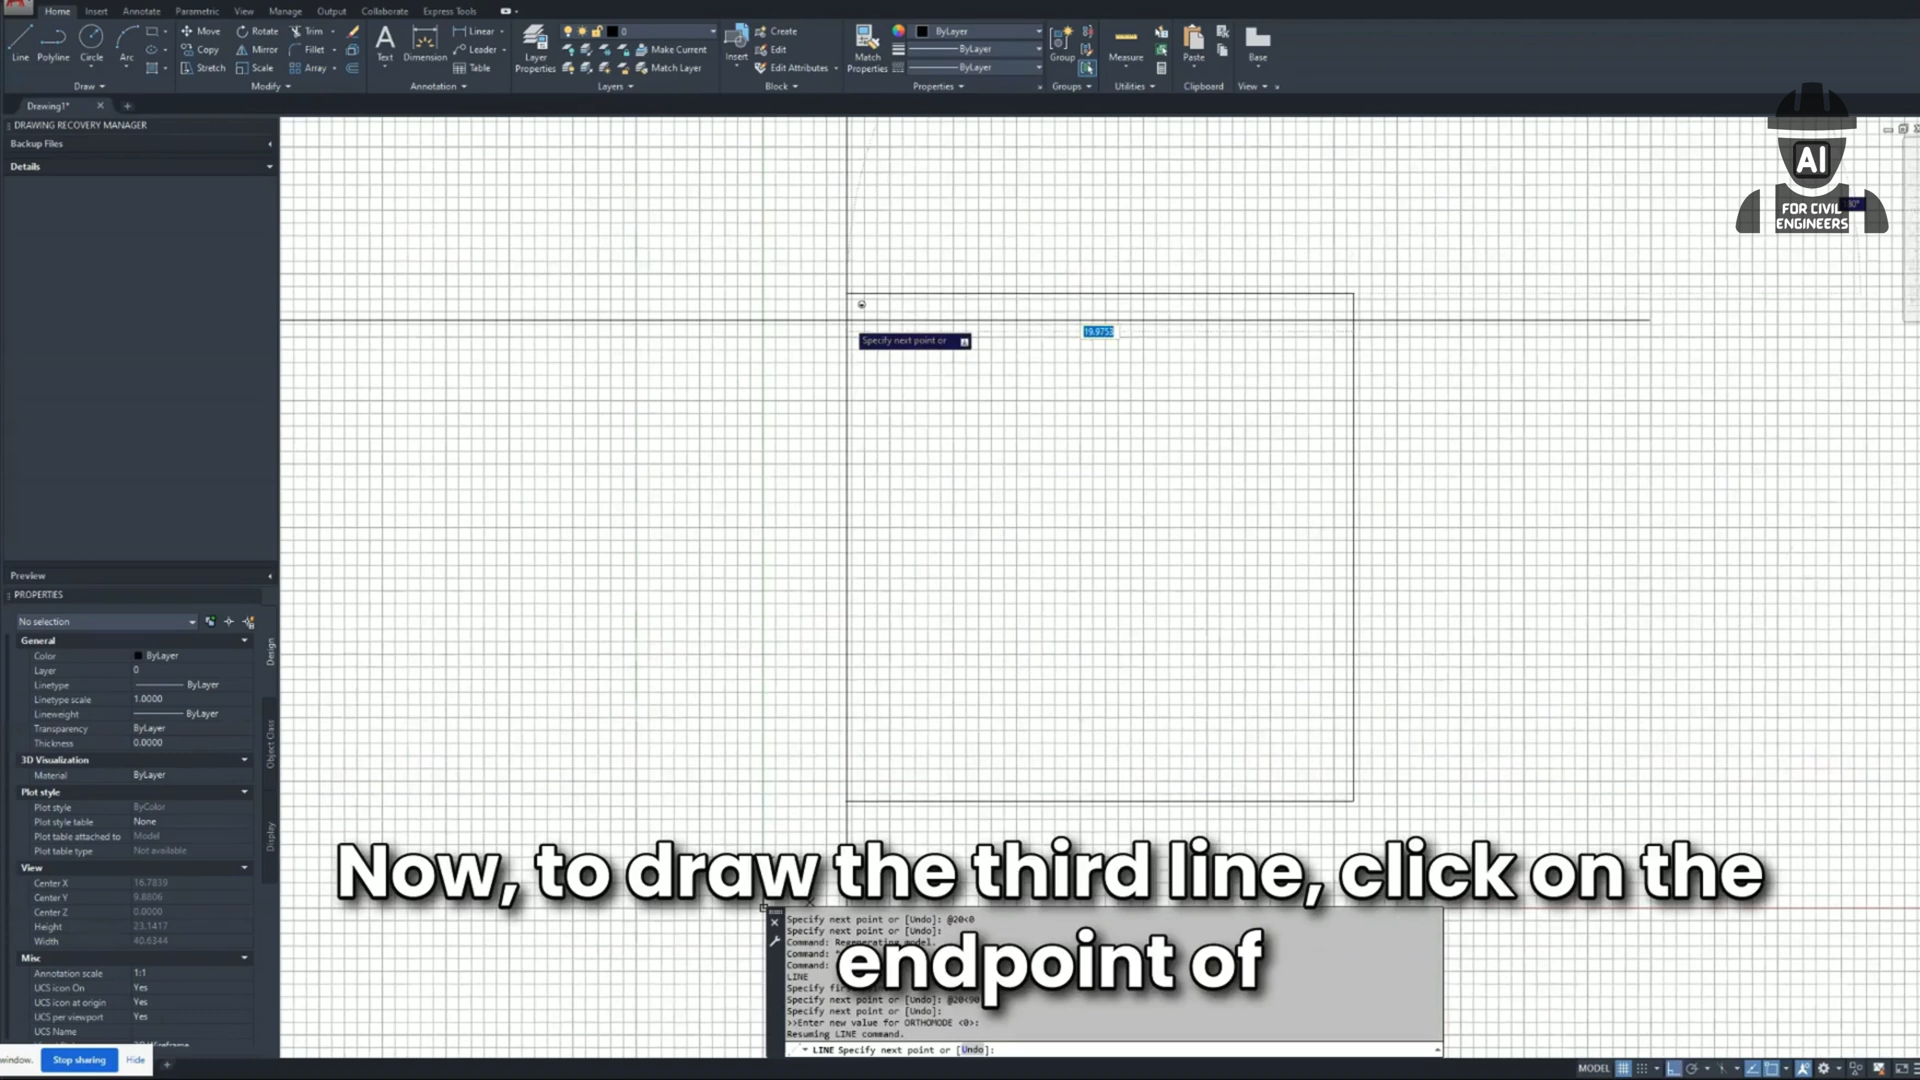 Home Insert Annotate Parametric View Manage Output Collaborate Express Tools
Line Polyline Circle Arc
Move Rotate Trim
Copy Mirror Fillet
Stretch Scale Array
Text Dimension
Linear
Leader
Table
Layer Properties
0
Make Current
Match Layer
Insert
Create
Edit
Edit Attributes
Match Properties
ByLayer
ByLayer
ByLayer
Group Measure Paste Base
Draw Modify Annotation Layers Block Properties Groups Utilities Clipboard View
Drawing1*
DRAWING RECOVERY MANAGER
Backup Files
Details
AI
FOR CIVIL
ENGINEERS
19.9753
Specify next point or
Preview
PROPERTIES
No selection
General
Color ByLayer
Layer 0
Linetype ByLayer
Linetype scale 1.0000
Lineweight ByLayer
Transparency ByLayer
Thickness 0.0000
3D Visualization
Material ByLayer
Plot style
Plot style ByColor
Plot style table None
Plot table attached to Model
Plot table type Not available
View
Center X 16.7839
Center Y 9.8806
Center Z 0.0000
Height 23.1417
Width 40.6344
Misc
Annotation scale 1:1
UCS icon On Yes
UCS icon at origin Yes
UCS per viewport Yes
UCS Name
Design
Object Class
Display
Now, to draw the third line, click on the
endpoint of
Specify next point or [Undo]: @20<0
Specify next point or [Undo]:
Command: Regenerating model.
Command:
Command:
LINE
Specify
Specify next point or [Undo]: @20<90
Specify next point or [Undo]:
>>Enter new value for ORTHOMODE <0>:
Resuming LINE command.
LINE Specify next point or [Undo]:
window. Stop sharing Hide
MODEL